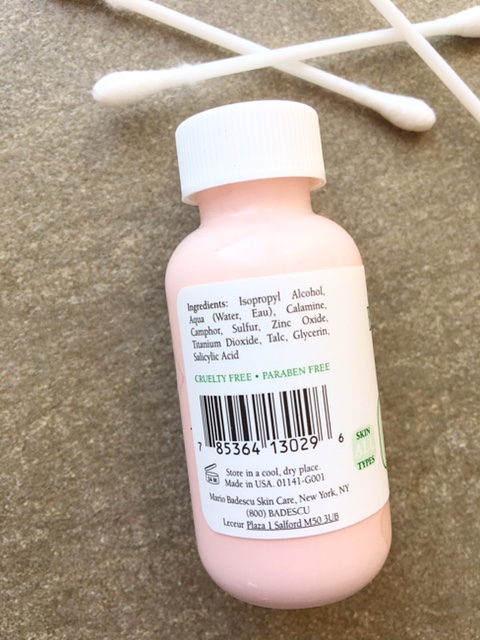 Ingredients: Isopropyl Alcohol,
Aqua (Water, Eau), Calamine,
Camphor, Sulfur, Zinc Oxide,
Titanium Dioxide, Talc, Glycerin,
Salicylic Acid
CRUELTY FREE • PARABEN FREE
7 85364 13029 6
SKIN
ALL
TYPES
Store in a cool, dry place.
Made in USA. 01141-G001
Mario Badescu Skin Care, New York, NY
(800) BADESCU
Leceur Plaza 1 Salford M50 3UB